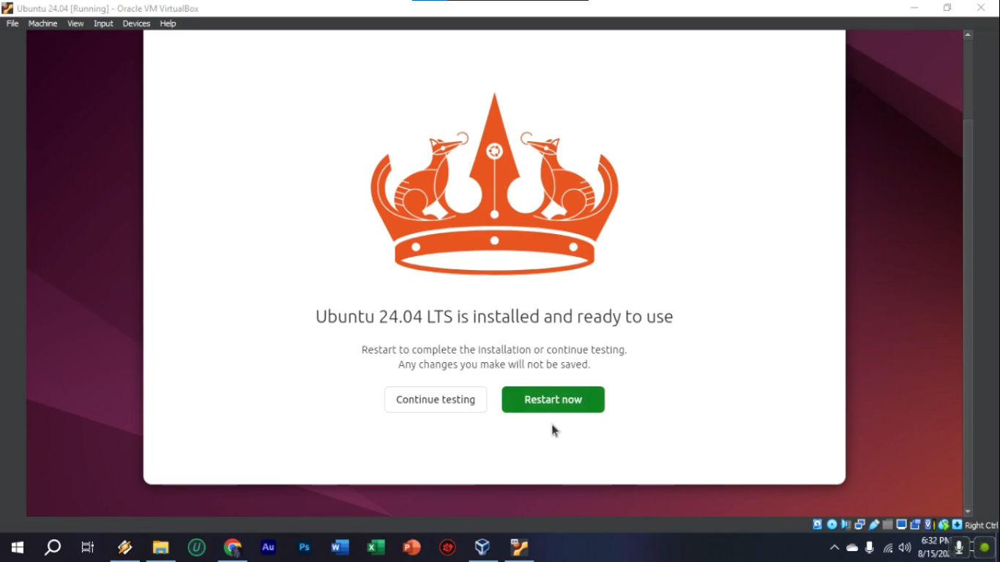 Ubuntu 24.04 [Running] - Oracle VM VirtualBox
File Machine View Input Devices Help
Ubuntu 24.04 LTS is installed and ready to use
Restart to complete the installation or continue testing.
Any changes you make will not be saved.
Continue testing Restart now
Right Ctrl
Au Ps W X P
6:32 PM
8/15/20